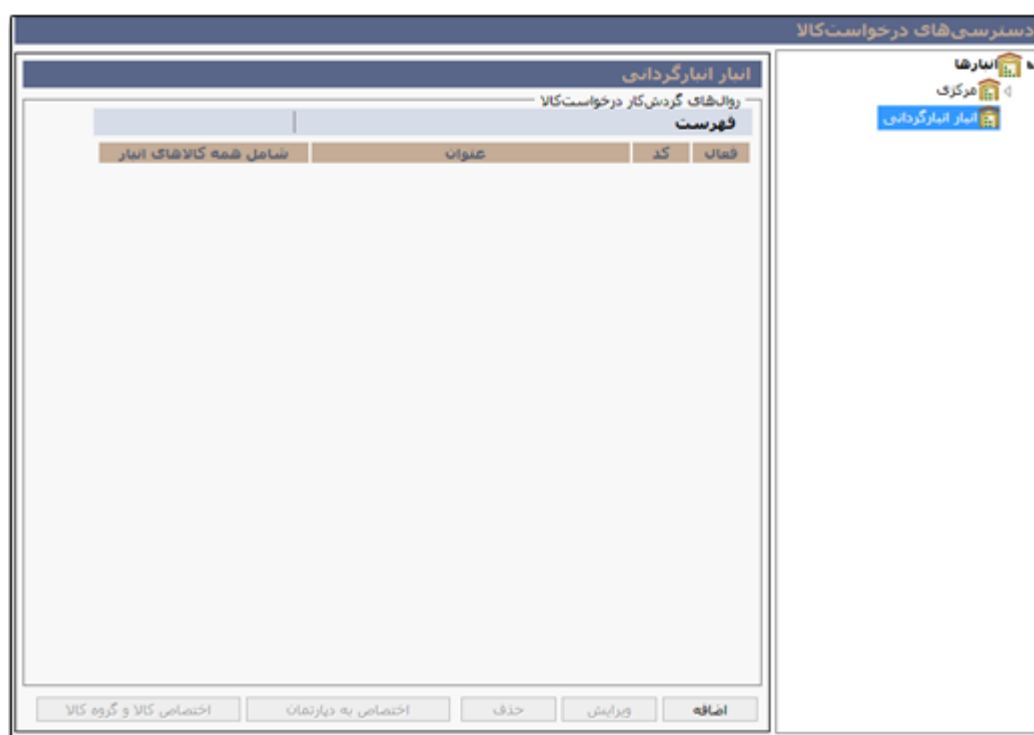 دسترسی‌های درخواست‌کالا
انبارها
مرکزی
انبار انبارگردانی
انبار انبارگردانی
روال‌های گردش‌کار درخواست‌کالا
فهرست
فعال کد عنوان شامل همه کالاهای انبار
اضافه ویرایش حذف اختصاص به دپارتمان اختصاص کالا و گروه کالا